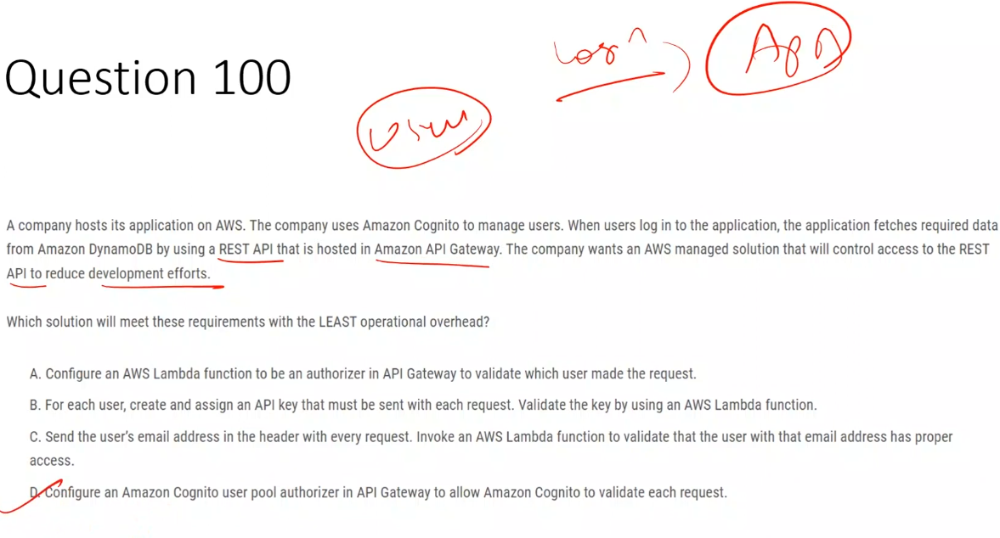 Question 100
User
App
A company hosts its application on AWS. The company uses Amazon Cognito to manage users. When users log in to the application, the application fetches required data
from Amazon DynamoDB by using a REST API that is hosted in Amazon API Gateway. The company wants an AWS managed solution that will control access to the REST
API to reduce development efforts.
Which solution will meet these requirements with the LEAST operational overhead?
A. Configure an AWS Lambda function to be an authorizer in API Gateway to validate which user made the request.
B. For each user, create and assign an API key that must be sent with each request. Validate the key by using an AWS Lambda function.
C. Send the user's email address in the header with every request. Invoke an AWS Lambda function to validate that the user with that email address has proper
access.
D. Configure an Amazon Cognito user pool authorizer in API Gateway to allow Amazon Cognito to validate each request.